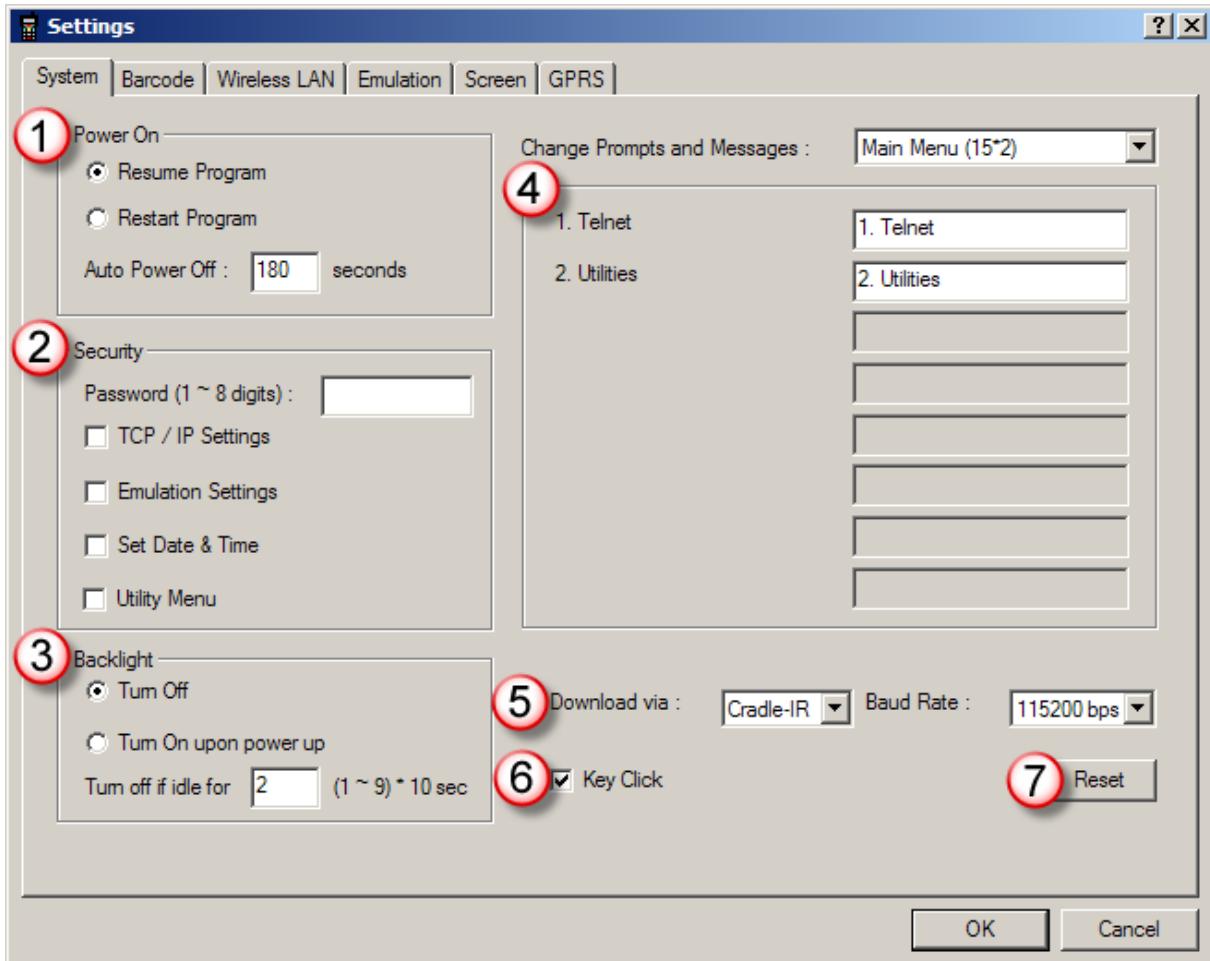 Settings
System Barcode Wireless LAN Emulation Screen GPRS
1 Power On
Resume Program
Restart Program
Auto Power Off : 180 seconds
2 Security
Password (1 ~ 8 digits) :
TCP / IP Settings
Emulation Settings
Set Date & Time
Utility Menu
3 Backlight
Turn Off
Turn On upon power up
Turn off if idle for 2 (1 ~ 9) * 10 sec
Change Prompts and Messages : Main Menu (15*2)
4
1. Telnet 1. Telnet
2. Utilities 2. Utilities
5 Download via : Cradle-IR Baud Rate : 115200 bps
6 Key Click
7 Reset
OK Cancel